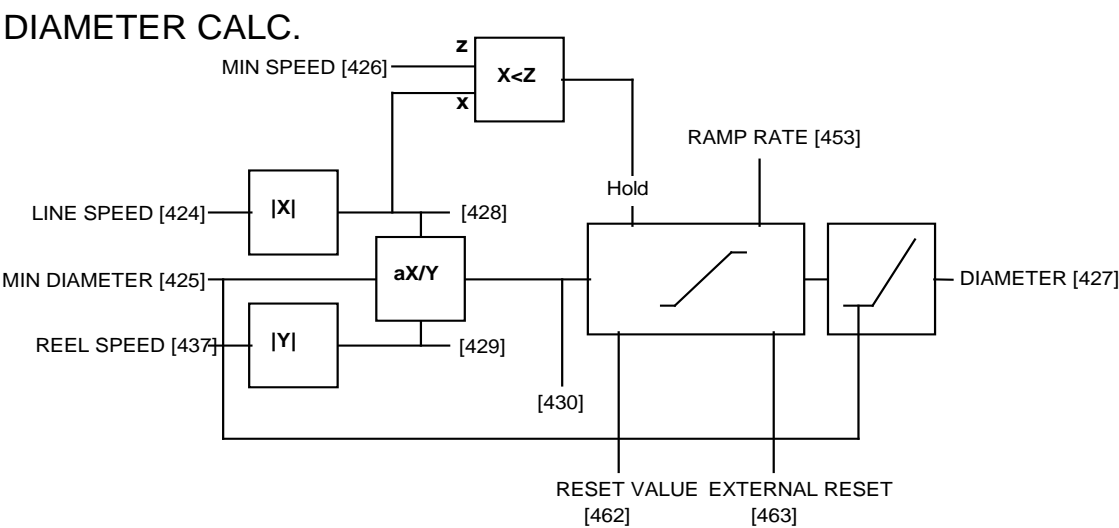 DIAMETER CALC.
z
MIN SPEED [426]
X<Z
x
RAMP RATE [453]
Hold
LINE SPEED [424]
|X|
[428]
MIN DIAMETER [425]
aX/Y
DIAMETER [427]
REEL SPEED [437]
|Y|
[429]
[430]
RESET VALUE EXTERNAL RESET
[462] [463]